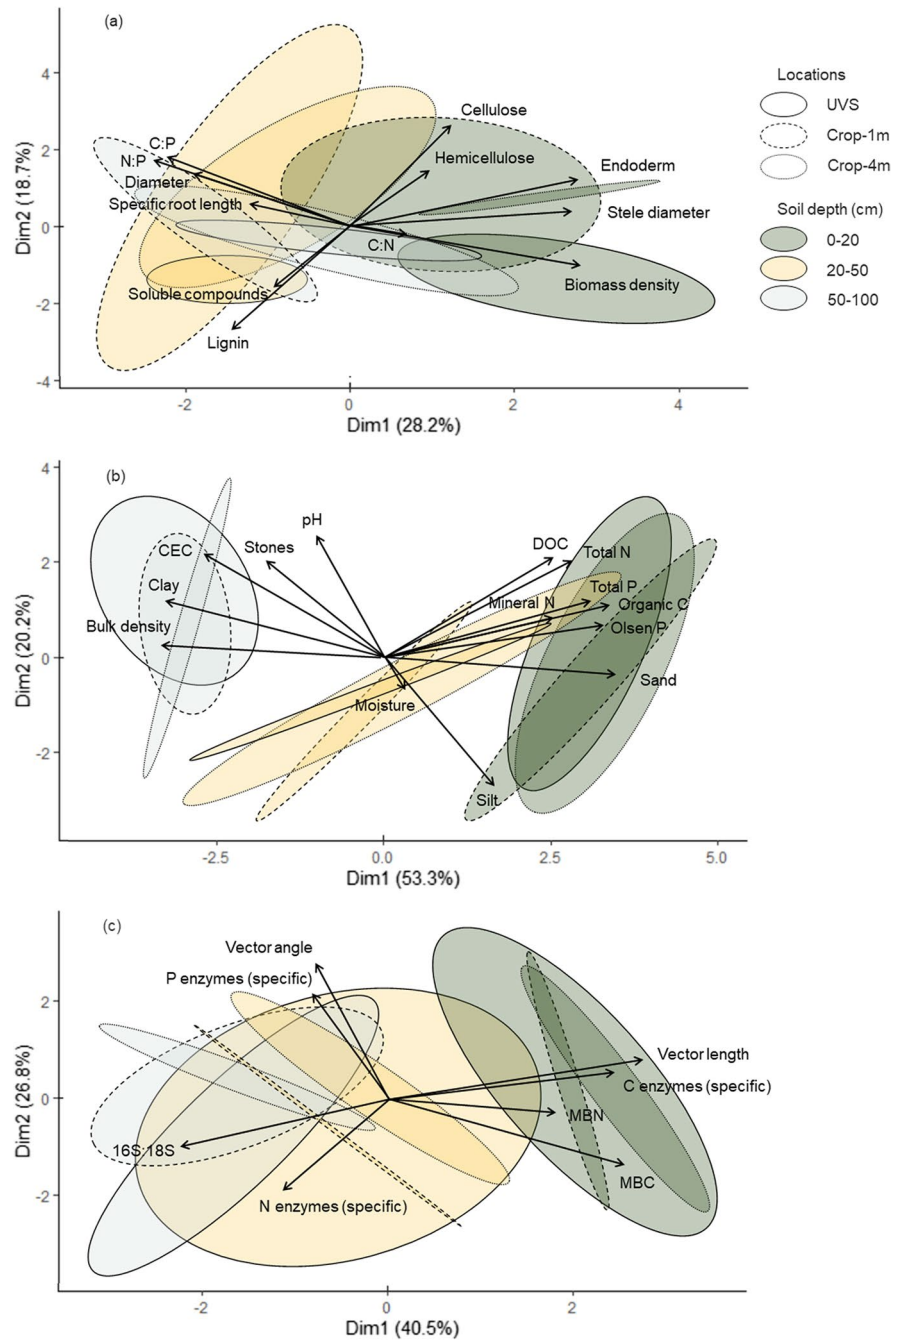 (a)
4
2
0
-2
-4
Dim2 (18.7%)
Cellulose
Hemicellulose
Endoderm
Stele diameter
C:P
N:P
Diameter
Specific root length
C:N
Biomass density
Soluble compounds
Lignin
-2
0
2
4
Dim1 (28.2%)
Locations
UVS
Crop-1m
Crop-4m
Soil depth (cm)
0-20
20-50
50-100
(b)
4
2
0
-2
Dim2 (20.2%)
pH
CEC
Stones
Clay
Bulk density
DOC
Total N
Total P
Mineral N
Organic C
Olsen P
Sand
Moisture
Silt
-2.5
0.0
2.5
5.0
Dim1 (53.3%)
(c)
2
0
-2
Dim2 (26.8%)
Vector angle
P enzymes (specific)
Vector length
C enzymes (specific)
MBN
16S:18S
MBC
N enzymes (specific)
-2
0
2
Dim1 (40.5%)